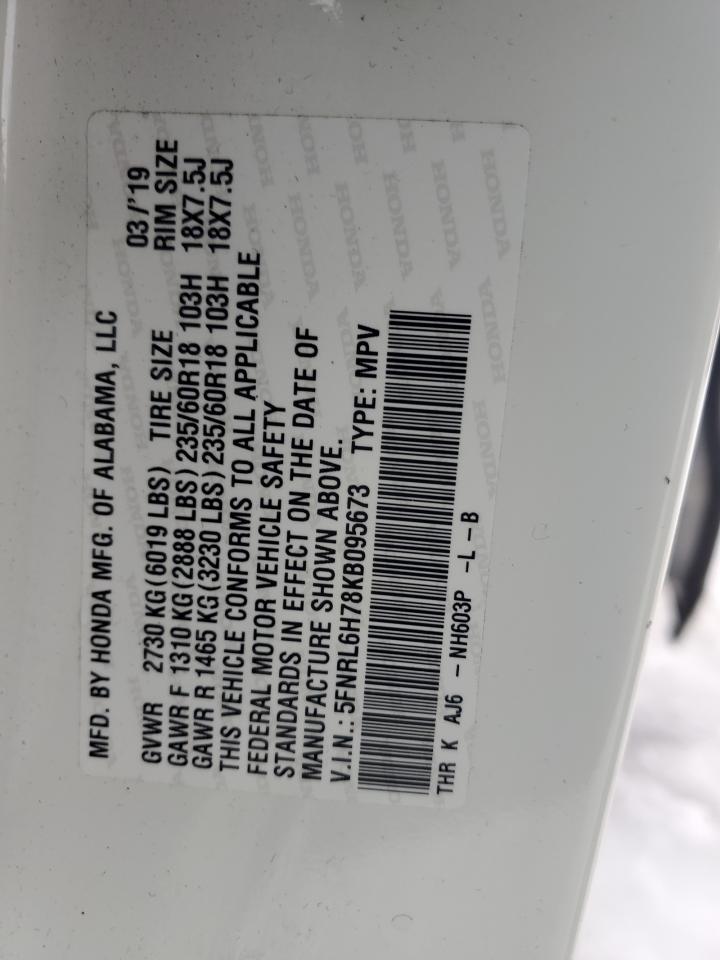 MFD. BY HONDA MFG. OF ALABAMA, LLC
03/'19
GVWR 2730 KG(6019 LBS) TIRE SIZE RIM SIZE
GAWR F 1310 KG(2888 LBS)235/60R18 103H 18X7.5J
GAWR R 1465 KG(3230 LBS)235/60R18 103H 18X7.5J
THIS VEHICLE CONFORMS TO ALL APPLICABLE
FEDERAL MOTOR VEHICLE SAFETY
STANDARDS IN EFFECT ON THE DATE OF
MANUFACTURE SHOWN ABOVE.
V.I.N.: 5FNRL6H78KB095673 TYPE: MPV
THR K AJ6 - NH603P -L-B